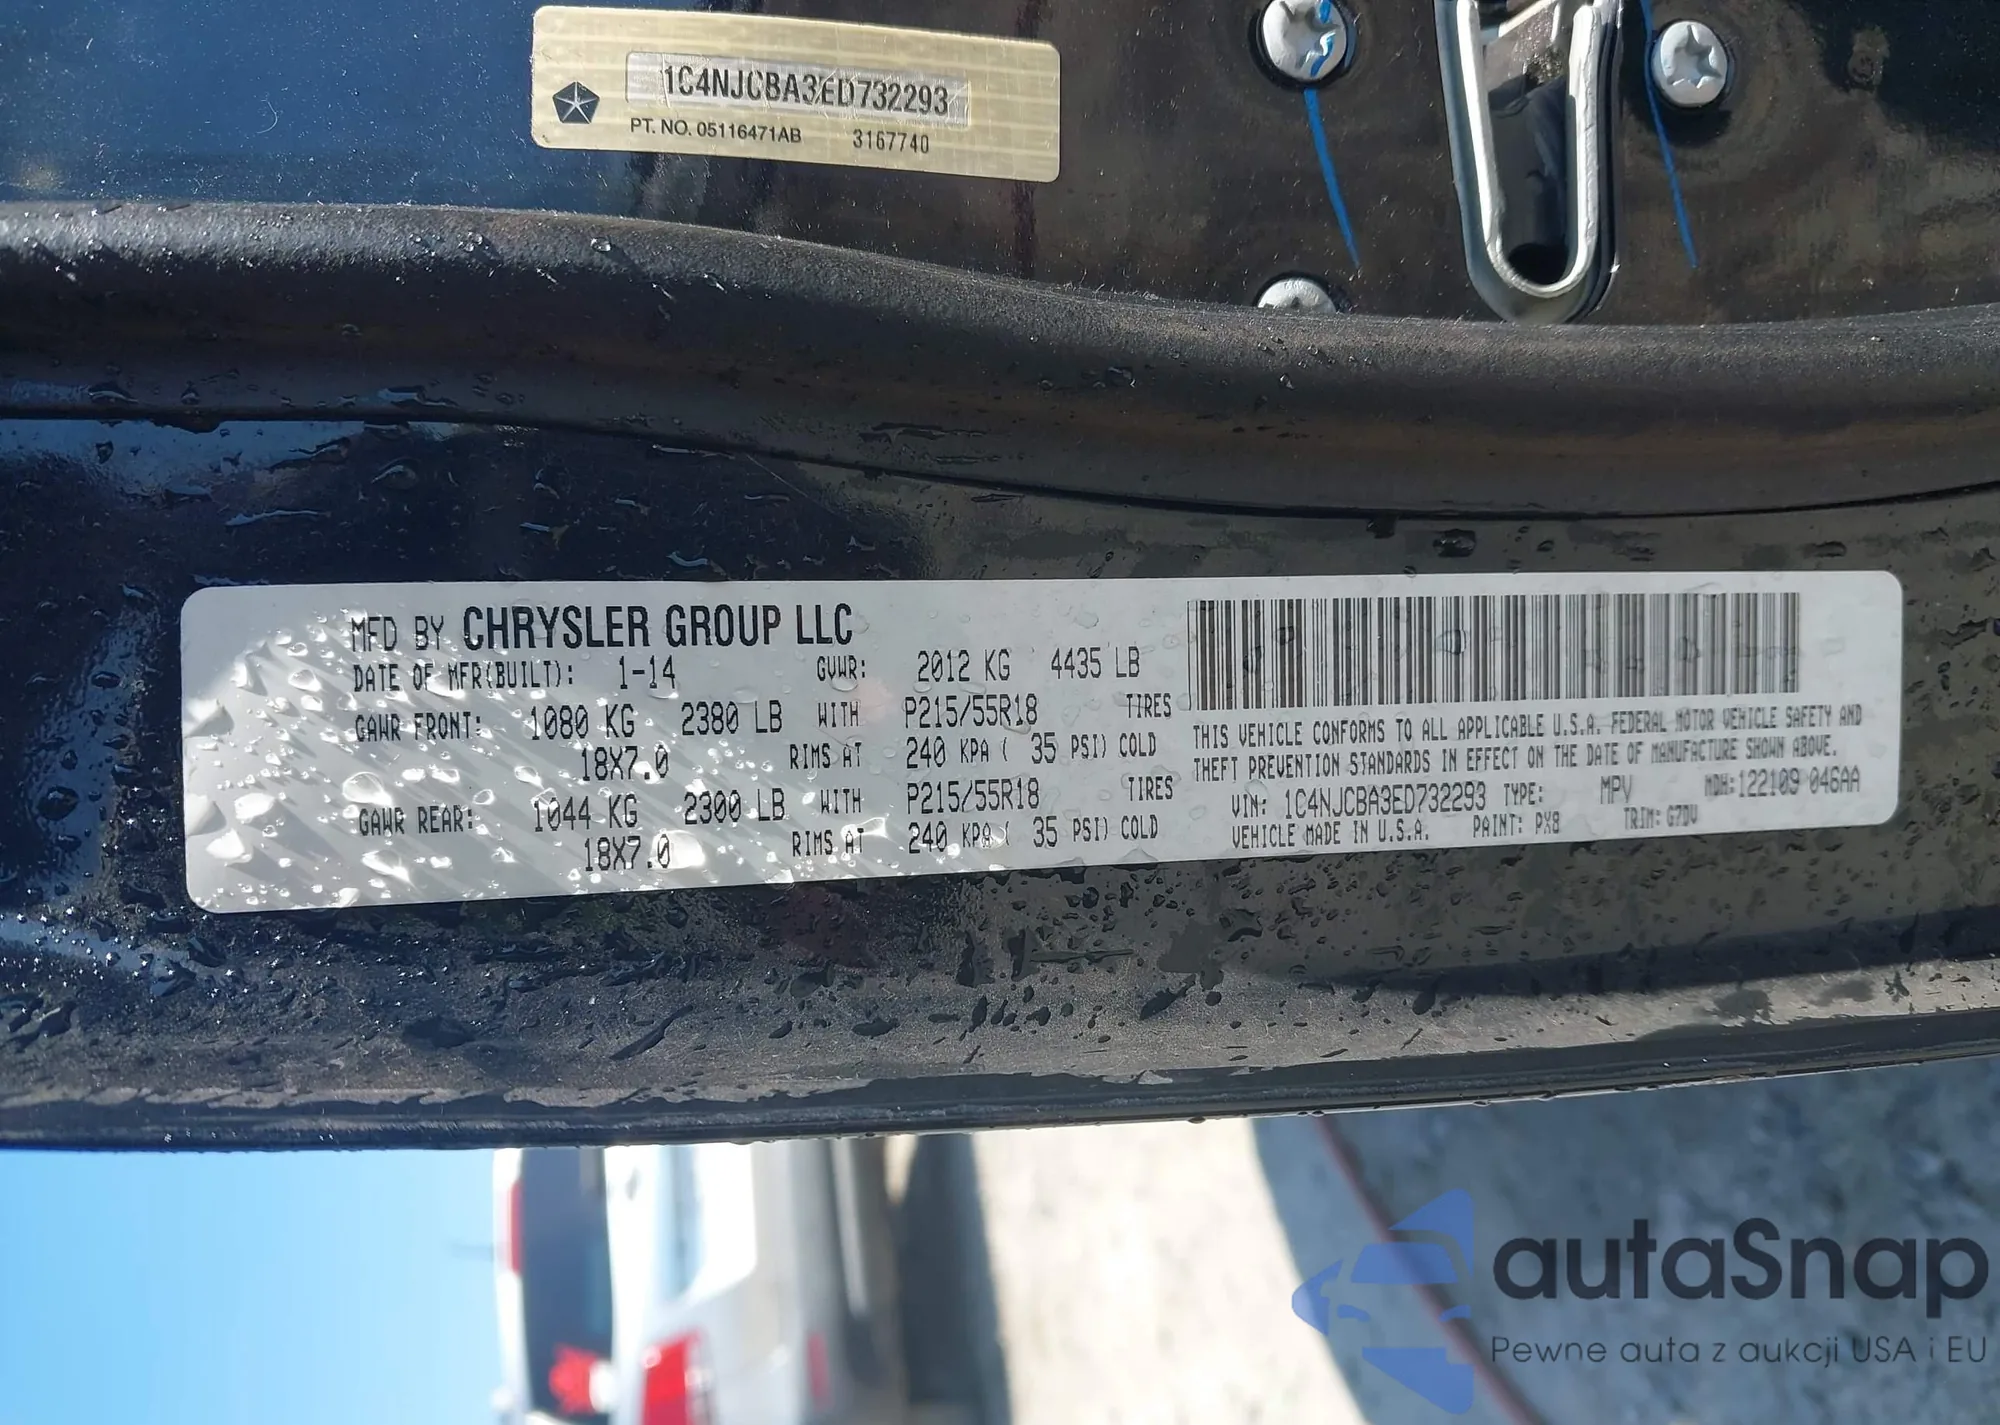 1C4NJCBA3ED732293
PT. NO. 05116471AB 3167740
MFD BY CHRYSLER GROUP LLC
DATE OF MFR(BUILT): 1-14 GVWR: 2012 KG 4435 LB
GAWR FRONT: 1080 KG 2380 LB WITH P215/55R18 TIRES
18X7.0 RIMS AT 240 KPA ( 35 PSI) COLD
GAWR REAR: 1044 KG 2300 LB WITH P215/55R18 TIRES
18X7.0 RIMS AT 240 KPA ( 35 PSI) COLD
THIS VEHICLE CONFORMS TO ALL APPLICABLE U.S.A. FEDERAL MOTOR VEHICLE SAFETY AND
THEFT PREVENTION STANDARDS IN EFFECT ON THE DATE OF MANUFACTURE SHOWN ABOVE.
VIN: 1C4NJCBA3ED732293 TYPE: MPV MDH: 122109 046AA
VEHICLE MADE IN U.S.A. PAINT: PX8 TRIM: G7DV
autaSnap
Pewne auta z aukcji USA i EU